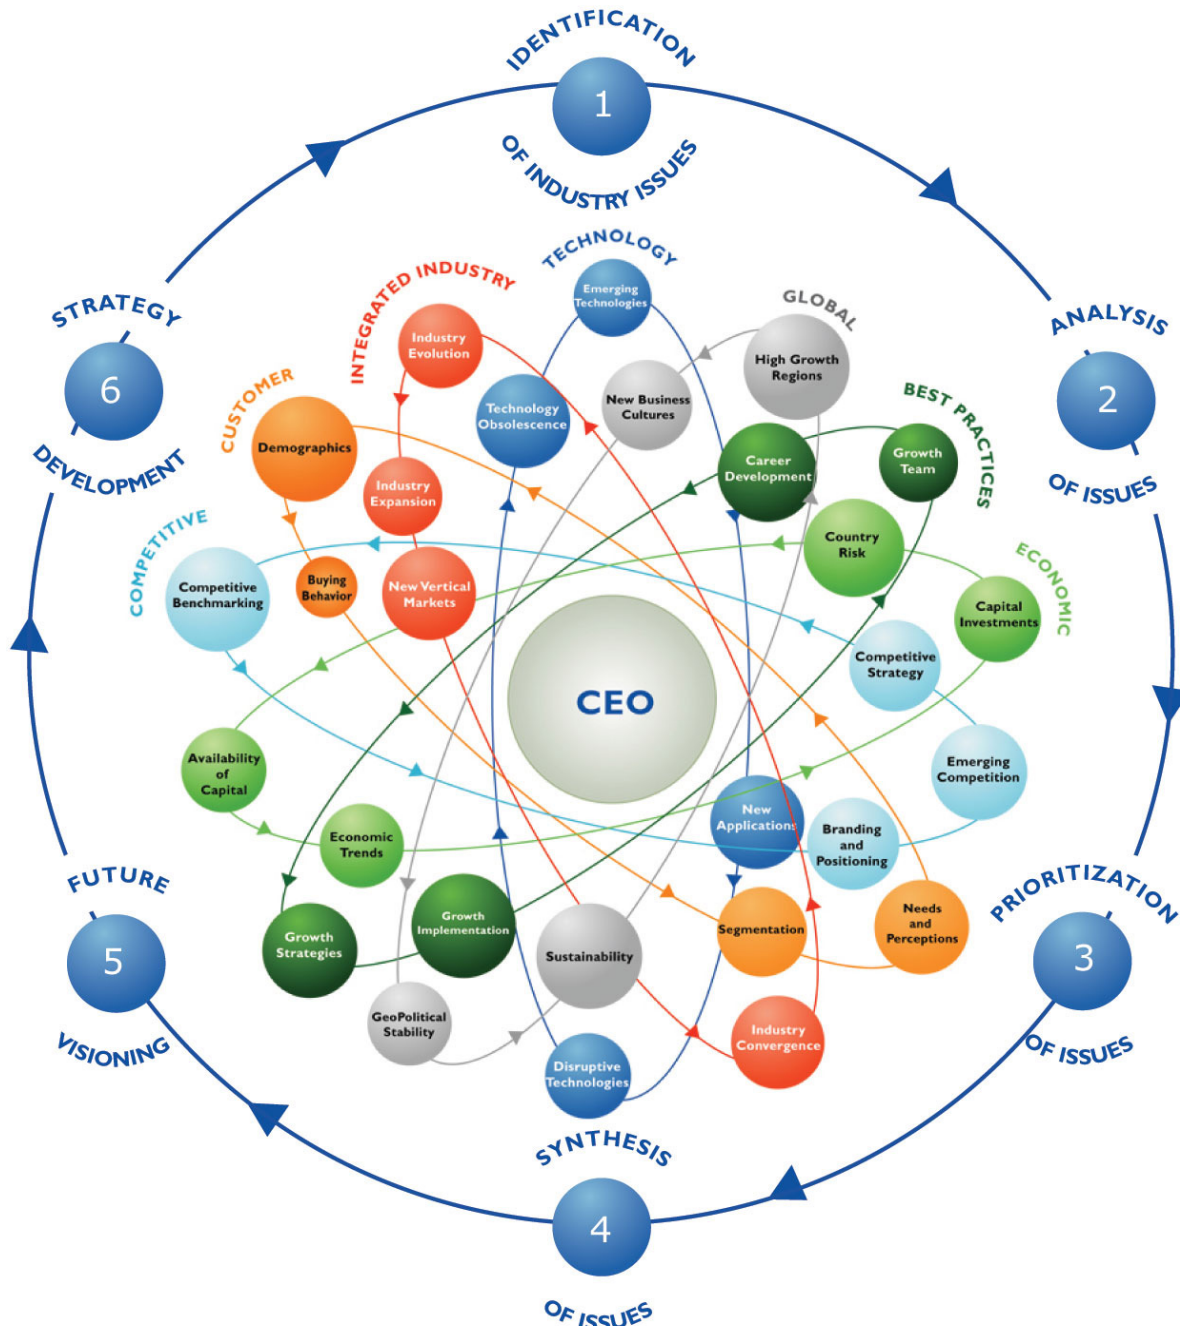 IDENTIFICATION
1
OF INDUSTRY ISSUES
TECHNOLOGY
Emerging
Technologies
INTEGRATED INDUSTRY
Industry
Evolution
GLOBAL
High Growth
Regions
STRATEGY
6
DEVELOPMENT
ANALYSIS
2
OF ISSUES
CUSTOMER
Demographics
Technology
Obsolescence
New Business
Cultures
BEST PRACTICES
Career
Development
Growth
Team
Industry
Expansion
COMPETITIVE
Competitive
Benchmarking
Buying
Behavior
New Vertical
Markets
Country
Risk
ECONOMIC
Capital
Investments
CEO
Competitive
Strategy
Availability
of
Capital
Emerging
Competition
Economic
Trends
New
Applications
Branding
and
Positioning
FUTURE
5
VISIONING
PRIORITIZATION
3
OF ISSUES
Growth
Strategies
Growth
Implementation
Sustainability
Segmentation
Needs
and
Perceptions
GeoPolitical
Stability
Industry
Convergence
Disruptive
Technologies
SYNTHESIS
4
OF ISSUES